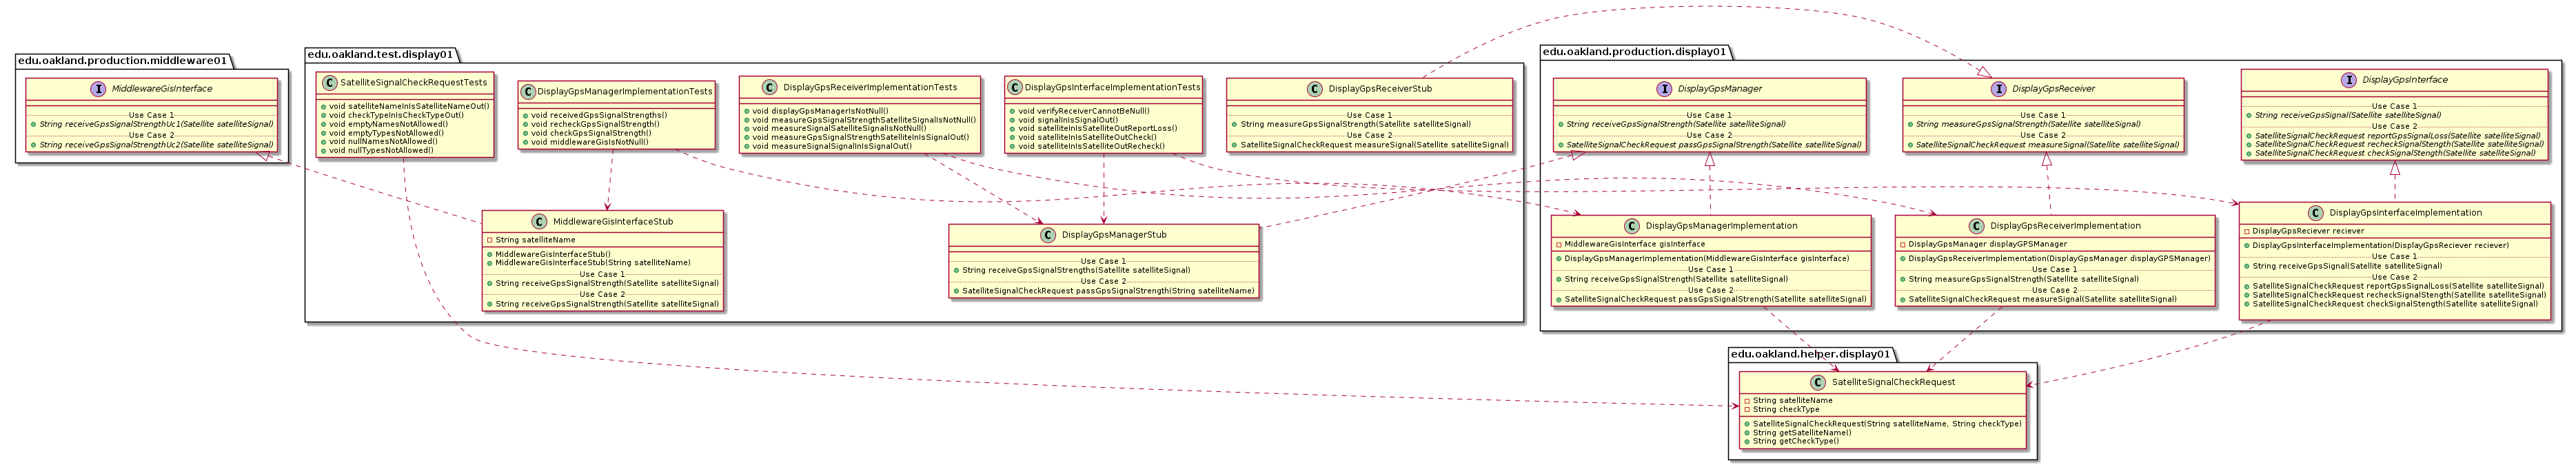 edu.oakland.production.middleware01
I MiddlewareGisInterface
Use Case 1
String receiveGpsSignalStrengthUc1(Satellite satelliteSignal)
Use Case 2
String receiveGpsSignalStrengthUc2(Satellite satelliteSignal)
edu.oakland.test.display01
C SatelliteSignalCheckRequestTests
void satelliteNameInIsSatelliteNameOut()
void checkTypeInIsCheckTypeOut()
void emptyNamesNotAllowed()
void emptyTypesNotAllowed()
void nullNamesNotAllowed()
void nullTypesNotAllowed()
C DisplayGpsManagerImplementationTests
void receivedGpsSignalStrengths()
void recheckGpsSignalStrength()
void checkGpsSignalStrength()
void middlewareGisIsNotNull()
C DisplayGpsReceiverImplementationTests
void displayGpsManagerIsNotNull()
void measureGpsSignalStrengthSatelliteSignalIsNotNull()
void measureSignalSatelliteSignalIsNotNull()
void measureGpsSignalStrengthSatelliteInIsSignalOut()
void measureSignalSignalInIsSignalOut()
C DisplayGpsInterfaceImplementationTests
void verifyReceiverCannotBeNull()
void signalInIsSignalOut()
void satelliteInIsSatelliteOutReportLoss()
void satelliteInIsSatelliteOutCheck()
void satelliteInIsSatelliteOutRecheck()
C DisplayGpsReceiverStub
Use Case 1
String measureGpsSignalStrength(Satellite satelliteSignal)
Use Case 2
SatelliteSignalCheckRequest measureSignal(Satellite satelliteSignal)
C MiddlewareGisInterfaceStub
String satelliteName
MiddlewareGisInterfaceStub()
MiddlewareGisInterfaceStub(String satelliteName)
Use Case 1
String receiveGpsSignalStrength(Satellite satelliteSignal)
Use Case 2
String receiveGpsSignalStrength(Satellite satelliteSignal)
C DisplayGpsManagerStub
Use Case 1
String receiveGpsSignalStrengths(Satellite satelliteSignal)
Use Case 2
SatelliteSignalCheckRequest passGpsSignalStrength(String satelliteName)
edu.oakland.production.display01
I DisplayGpsManager
Use Case 1
String receiveGpsSignalStrength(Satellite satelliteSignal)
Use Case 2
SatelliteSignalCheckRequest passGpsSignalStrength(Satellite satelliteSignal)
I DisplayGpsReceiver
Use Case 1
String measureGpsSignalStrength(Satellite satelliteSignal)
Use Case 2
SatelliteSignalCheckRequest measureSignal(Satellite satelliteSignal)
I DisplayGpsInterface
Use Case 1
String receiveGpsSignal(Satellite satelliteSignal)
Use Case 2
SatelliteSignalCheckRequest reportGpsSignalLoss(Satellite satelliteSignal)
SatelliteSignalCheckRequest recheckSignalStength(Satellite satelliteSignal)
SatelliteSignalCheckRequest checkSignalStength(Satellite satelliteSignal)
C DisplayGpsManagerImplementation
MiddlewareGisInterface gisInterface
DisplayGpsManagerImplementation(MiddlewareGisInterface gisInterface)
Use Case 1
String receiveGpsSignalStrength(Satellite satelliteSignal)
Use Case 2
SatelliteSignalCheckRequest passGpsSignalStrength(Satellite satelliteSignal)
C DisplayGpsReceiverImplementation
DisplayGpsManager displayGPSManager
DisplayGpsReceiverImplementation(DisplayGpsManager displayGPSManager)
Use Case 1
String measureGpsSignalStrength(Satellite satelliteSignal)
Use Case 2
SatelliteSignalCheckRequest measureSignal(Satellite satelliteSignal)
C DisplayGpsInterfaceImplementation
DisplayGpsReciever reciever
DisplayGpsInterfaceImplementation(DisplayGpsReciever reciever)
Use Case 1
String receiveGpsSignal(Satellite satelliteSignal)
Use Case 2
SatelliteSignalCheckRequest reportGpsSignalLoss(Satellite satelliteSignal)
SatelliteSignalCheckRequest recheckSignalStength(Satellite satelliteSignal)
SatelliteSignalCheckRequest checkSignalStength(Satellite satelliteSignal)
edu.oakland.helper.display01
C SatelliteSignalCheckRequest
String satelliteName
String checkType
SatelliteSignalCheckRequest(String satelliteName, String checkType)
String getSatelliteName()
String getCheckType()